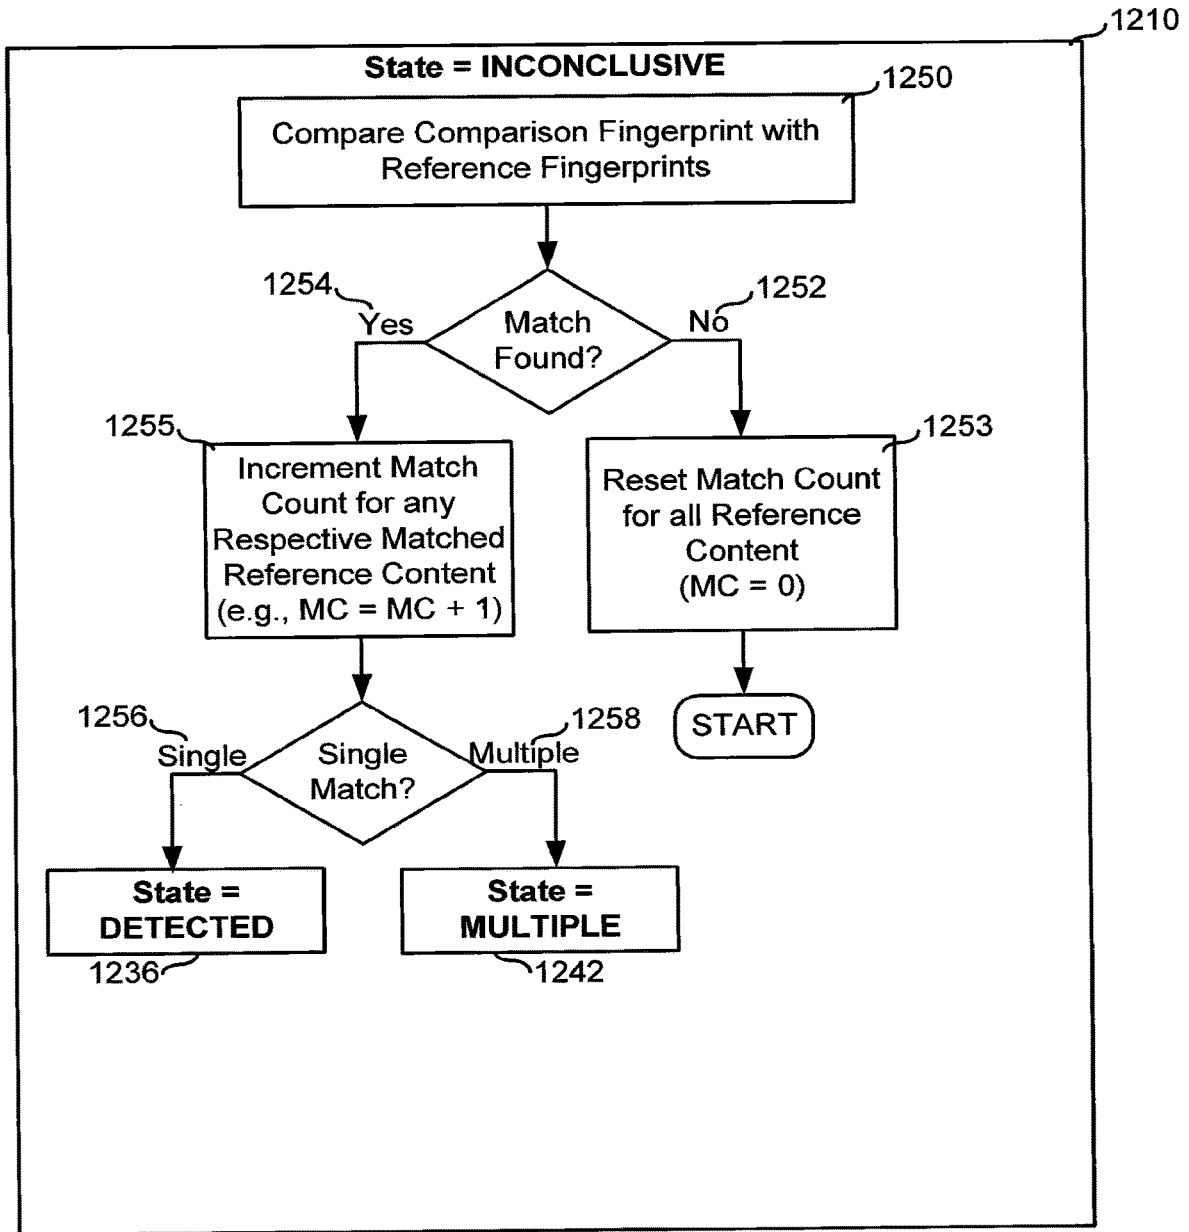 1210
State = INCONCLUSIVE
1250
Compare Comparison Fingerprint with
Reference Fingerprints
1254
Yes
1252
No
Match
Found?
1255
Increment Match
Count for any
Respective Matched
Reference Content
(e.g., MC = MC + 1)
1253
Reset Match Count
for all Reference
Content
(MC = 0)
START
1256
Single
1258
Multiple
Single
Match?
State =
DETECTED
1236
State =
MULTIPLE
1242